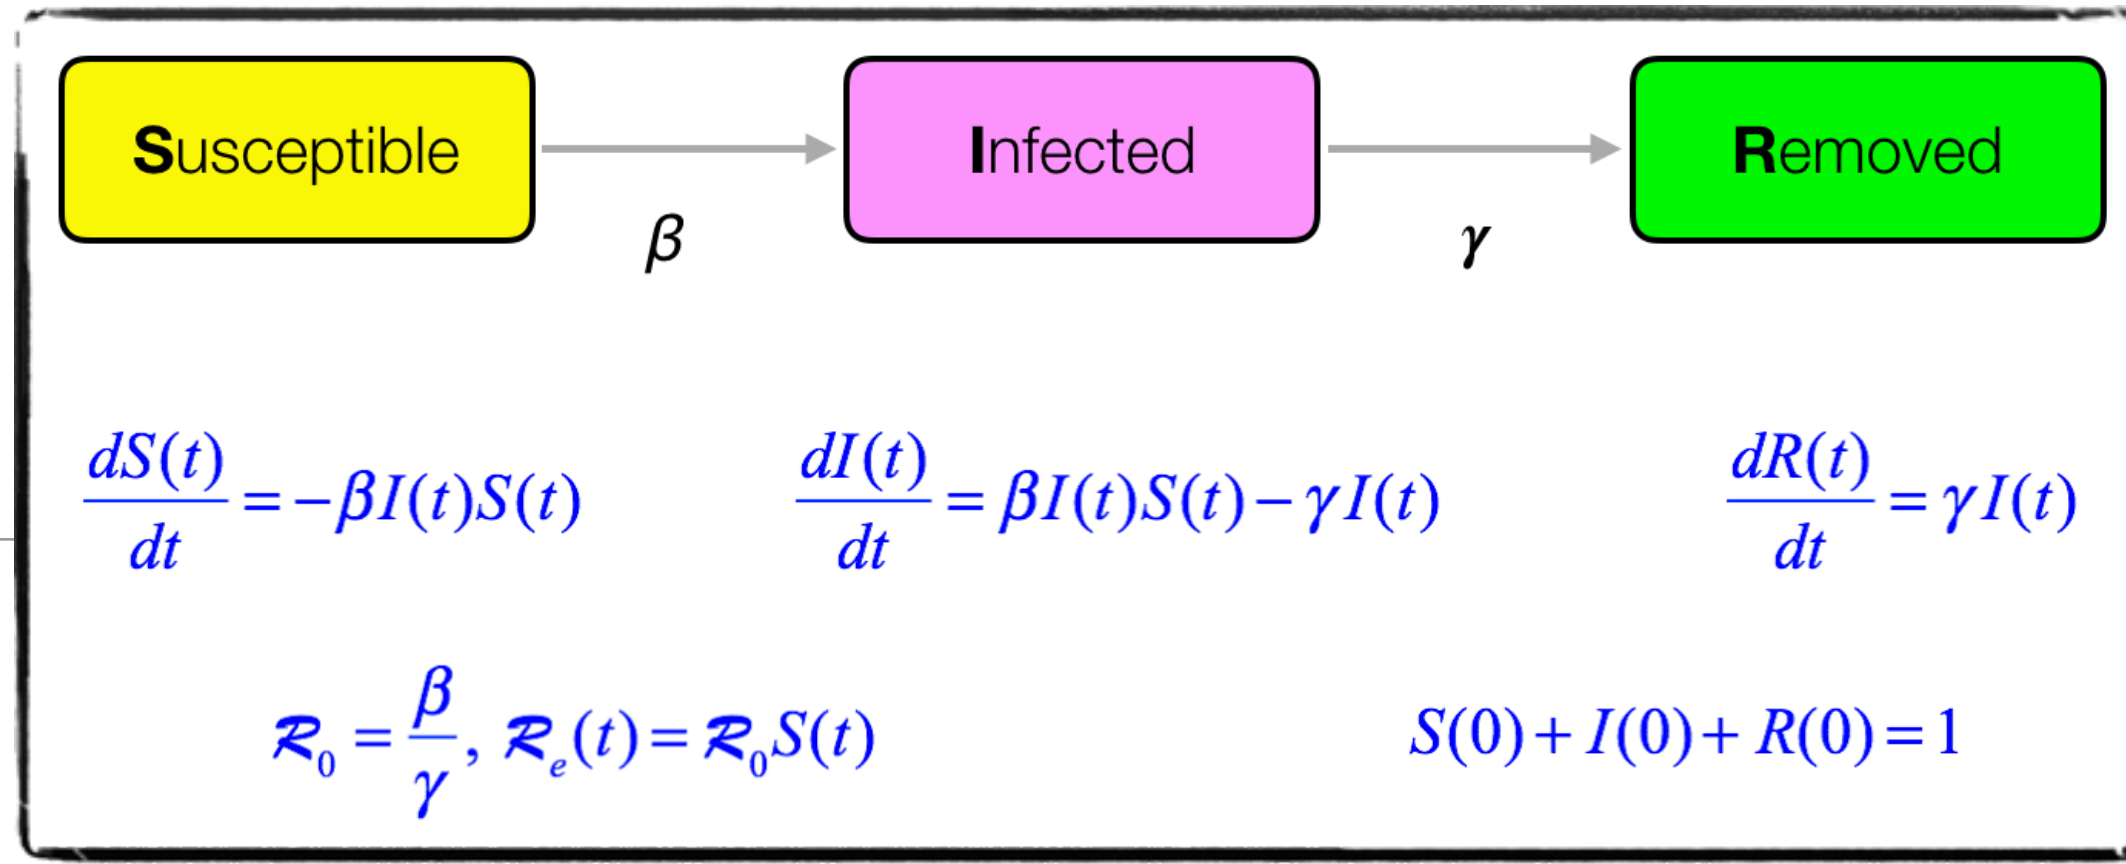 Susceptible
Infected
Removed
β
γ
dS(t)/dt = −βI(t)S(t)
dI(t)/dt = βI(t)S(t) − γI(t)
dR(t)/dt = γI(t)
ℛ₀ = β/γ, ℛₑ(t) = ℛ₀S(t)
S(0) + I(0) + R(0) = 1